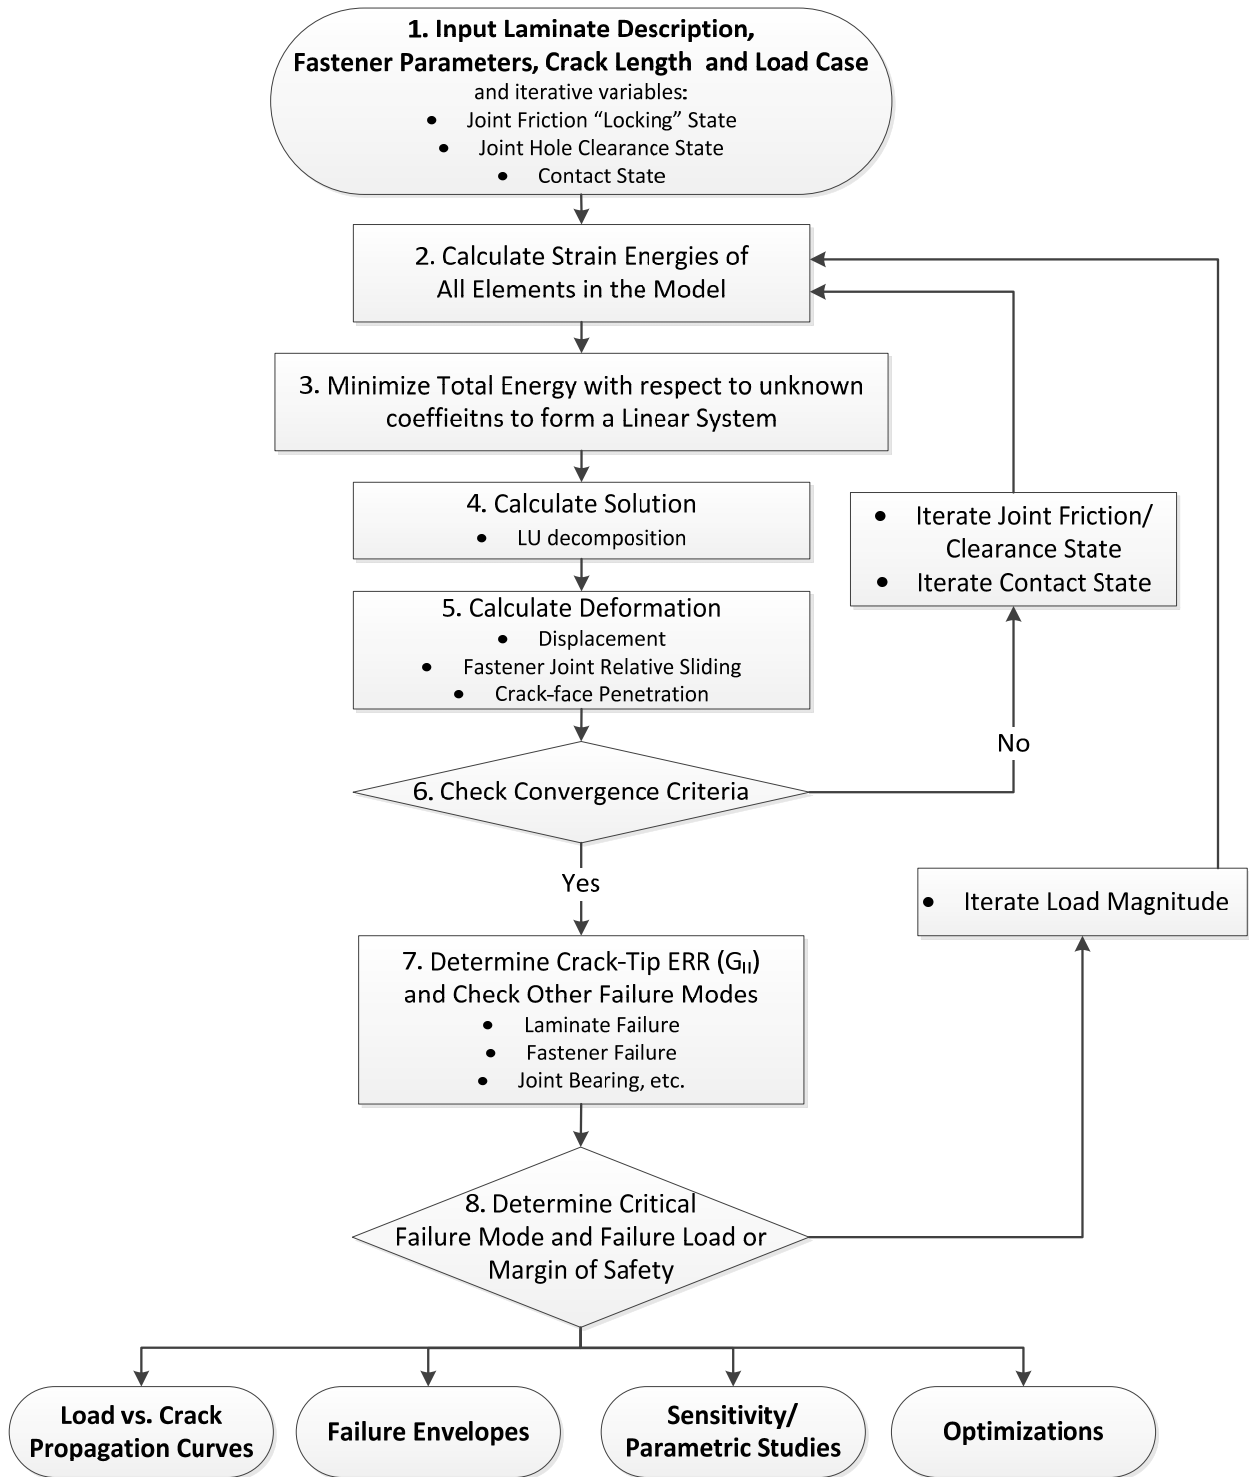 1. Input Laminate Description,
Fastener Parameters, Crack Length and Load Case
and iterative variables:
• Joint Friction “Locking” State
• Joint Hole Clearance State
• Contact State
2. Calculate Strain Energies of
All Elements in the Model
3. Minimize Total Energy with respect to unknown
coeffieitns to form a Linear System
4. Calculate Solution
• LU decomposition
• Iterate Joint Friction/
Clearance State
• Iterate Contact State
5. Calculate Deformation
• Displacement
• Fastener Joint Relative Sliding
• Crack-face Penetration
No
6. Check Convergence Criteria
Yes
• Iterate Load Magnitude
7. Determine Crack-Tip ERR (GII)
and Check Other Failure Modes
• Laminate Failure
• Fastener Failure
• Joint Bearing, etc.
8. Determine Critical
Failure Mode and Failure Load or
Margin of Safety
Load vs. Crack
Propagation Curves
Failure Envelopes
Sensitivity/
Parametric Studies
Optimizations